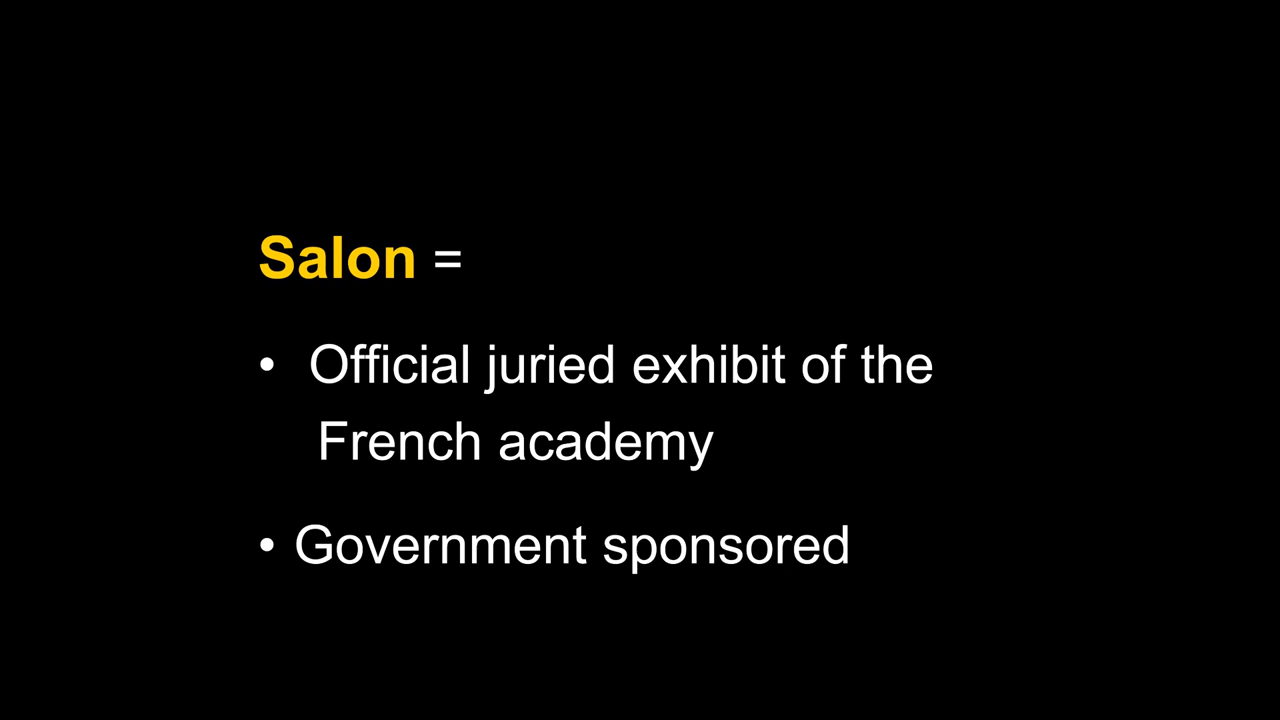 Salon =
• Official juried exhibit of the
French academy
• Government sponsored